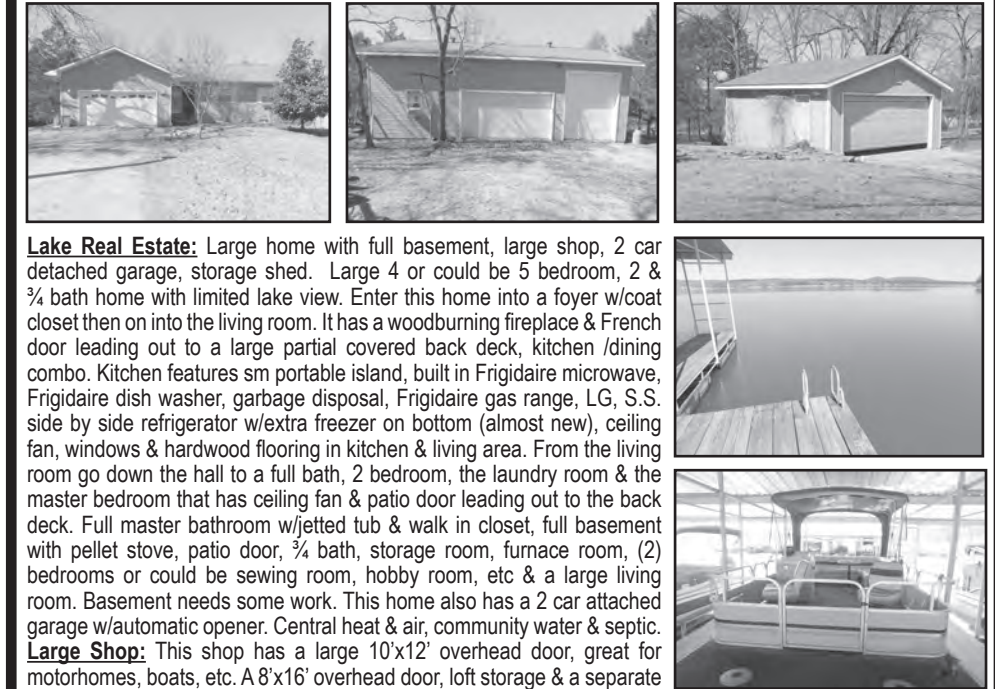 Lake Real Estate: Large home with full basement, large shop, 2 car
detached garage, storage shed.  Large 4 or could be 5 bedroom, 2 &
¾ bath home with limited lake view. Enter this home into a foyer w/coat
closet then on into the living room. It has a woodburning fireplace & French
door leading out to a large partial covered back deck, kitchen /dining
combo. Kitchen features sm portable island, built in Frigidaire microwave,
Frigidaire dish washer, garbage disposal, Frigidaire gas range, LG, S.S.
side by side refrigerator w/extra freezer on bottom (almost new), ceiling
fan, windows & hardwood flooring in kitchen & living area. From the living
room go down the hall to a full bath, 2 bedroom, the laundry room & the
master bedroom that has ceiling fan & patio door leading out to the back
deck. Full master bathroom w/jetted tub & walk in closet, full basement
with pellet stove, patio door, ¾ bath, storage room, furnace room, (2)
bedrooms or could be sewing room, hobby room, etc & a large living
room. Basement needs some work. This home also has a 2 car attached
garage w/automatic opener. Central heat & air, community water & septic.
Large Shop: This shop has a large 10’x12’ overhead door, great for
motorhomes, boats, etc. A 8’x16’ overhead door, loft storage & a separate